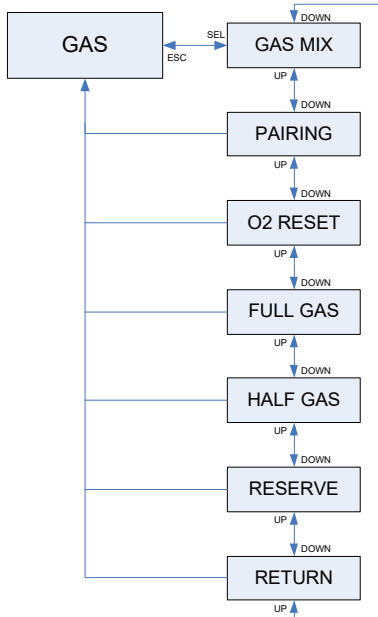 DOWN
GAS
SEL
GAS MIX
ESC
UP
DOWN
PAIRING
UP
DOWN
O2 RESET
UP
DOWN
FULL GAS
UP
DOWN
HALF GAS
UP
DOWN
RESERVE
UP
DOWN
RETURN
UP